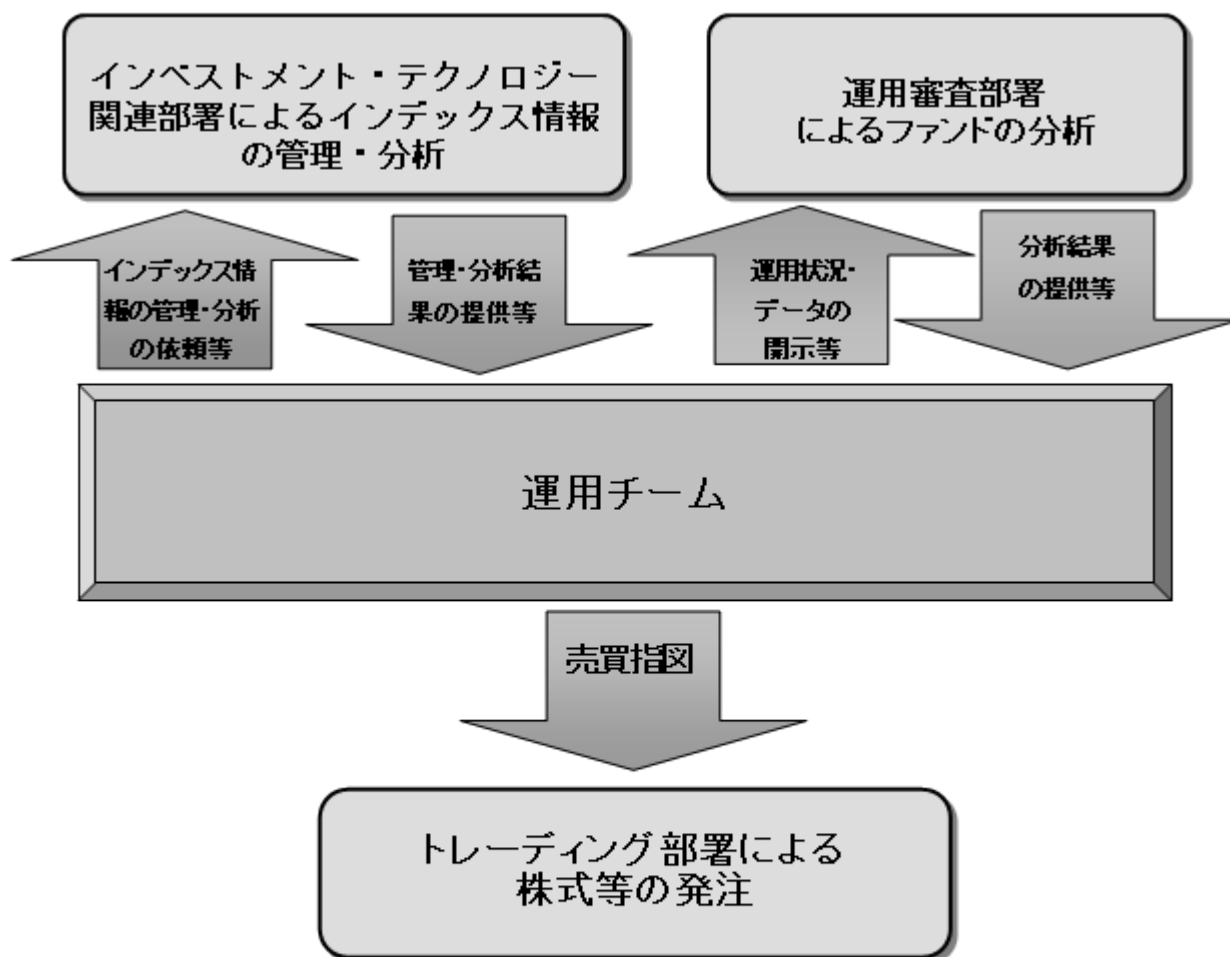 インベストメント・テクノロジー
関連部署によるインデックス情報
の管理・分析
運用審査部署
によるファンドの分析
インデックス情
報の管理・分析
の依頼等
管理・分析結
果の提供等
運用状況・
データの
開示等
分析結果
の提供等
運用チーム
売買指図
トレーディング部署による
株式等の発注